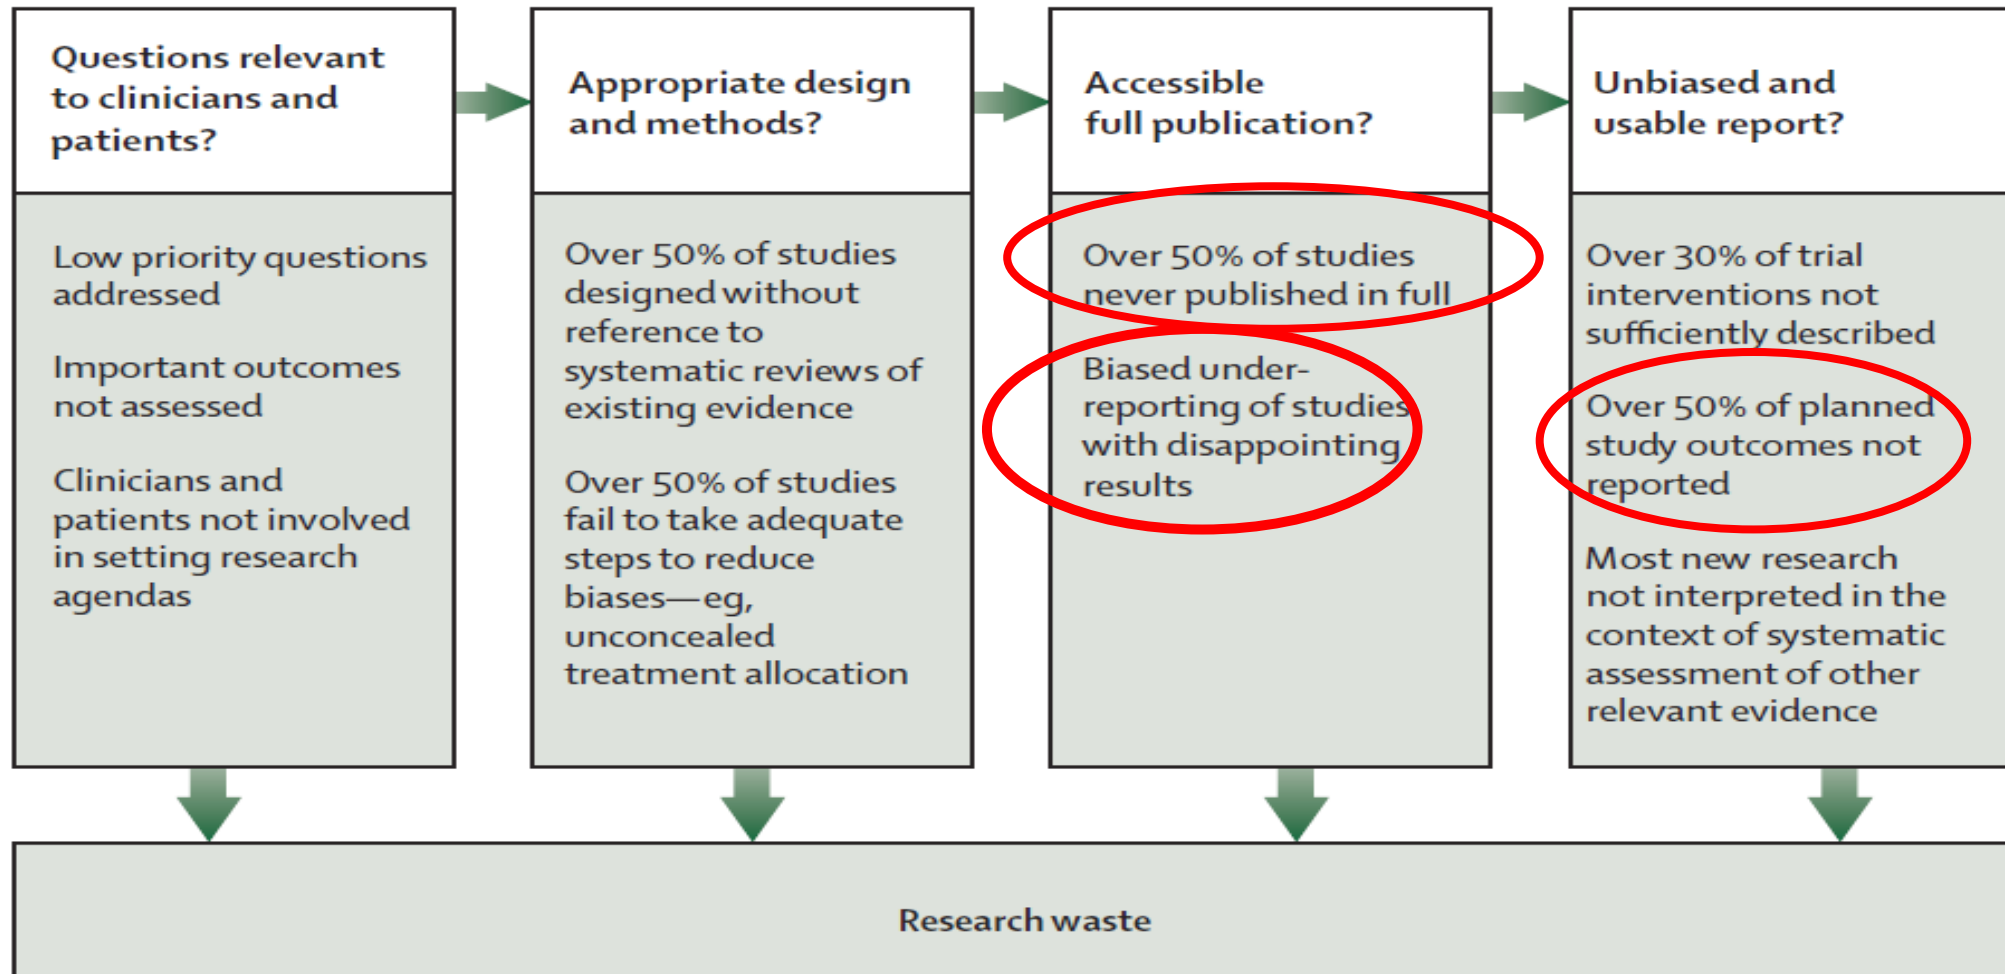 Questions relevant
to clinicians and
patients?
Low priority questions
addressed
Important outcomes
not assessed
Clinicians and
patients not involved
in setting research
agendas
Appropriate design
and methods?
Over 50% of studies
designed without
reference to
systematic reviews of
existing evidence
Over 50% of studies
fail to take adequate
steps to reduce
biases—eg,
unconcealed
treatment allocation
Accessible
full publication?
Over 50% of studies
never published in full
Biased under-
reporting of studies
with disappointing
results
Unbiased and
usable report?
Over 30% of trial
interventions not
sufficiently described
Over 50% of planned
study outcomes not
reported
Most new research
not interpreted in the
context of systematic
assessment of other
relevant evidence
Research waste